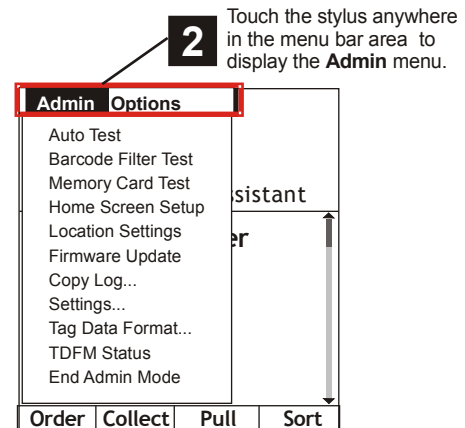 2
Touch the stylus anywhere
in the menu bar area to
display the Admin menu.
Admin Options
Auto Test
Barcode Filter Test
Memory Card Test
Home Screen Setup
Location Settings
Firmware Update
Copy Log...
Settings...
Tag Data Format...
TDFM Status
End Admin Mode
Order Collect Pull Sort